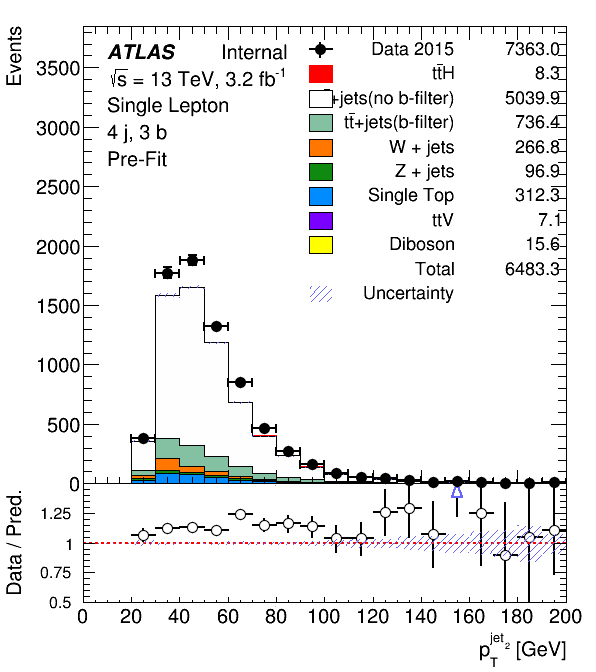 Events
3500
3000
2500
2000
1500
1000
500
0
ATLAS Internal
√s = 13 TeV, 3.2 fb⁻¹
Single Lepton
4 j, 3 b
Pre-Fit
Data 2015 7363.0
tt̄H 8.3
+jets(no b-filter) 5039.9
tt̄+jets(b-filter) 736.4
W + jets 266.8
Z + jets 96.9
Single Top 312.3
ttV 7.1
Diboson 15.6
Total 6483.3
Uncertainty
Data / Pred.
1.25
1
0.75
0.5
0 20 40 60 80 100 120 140 160 180 200
p_T^{jet_2} [GeV]